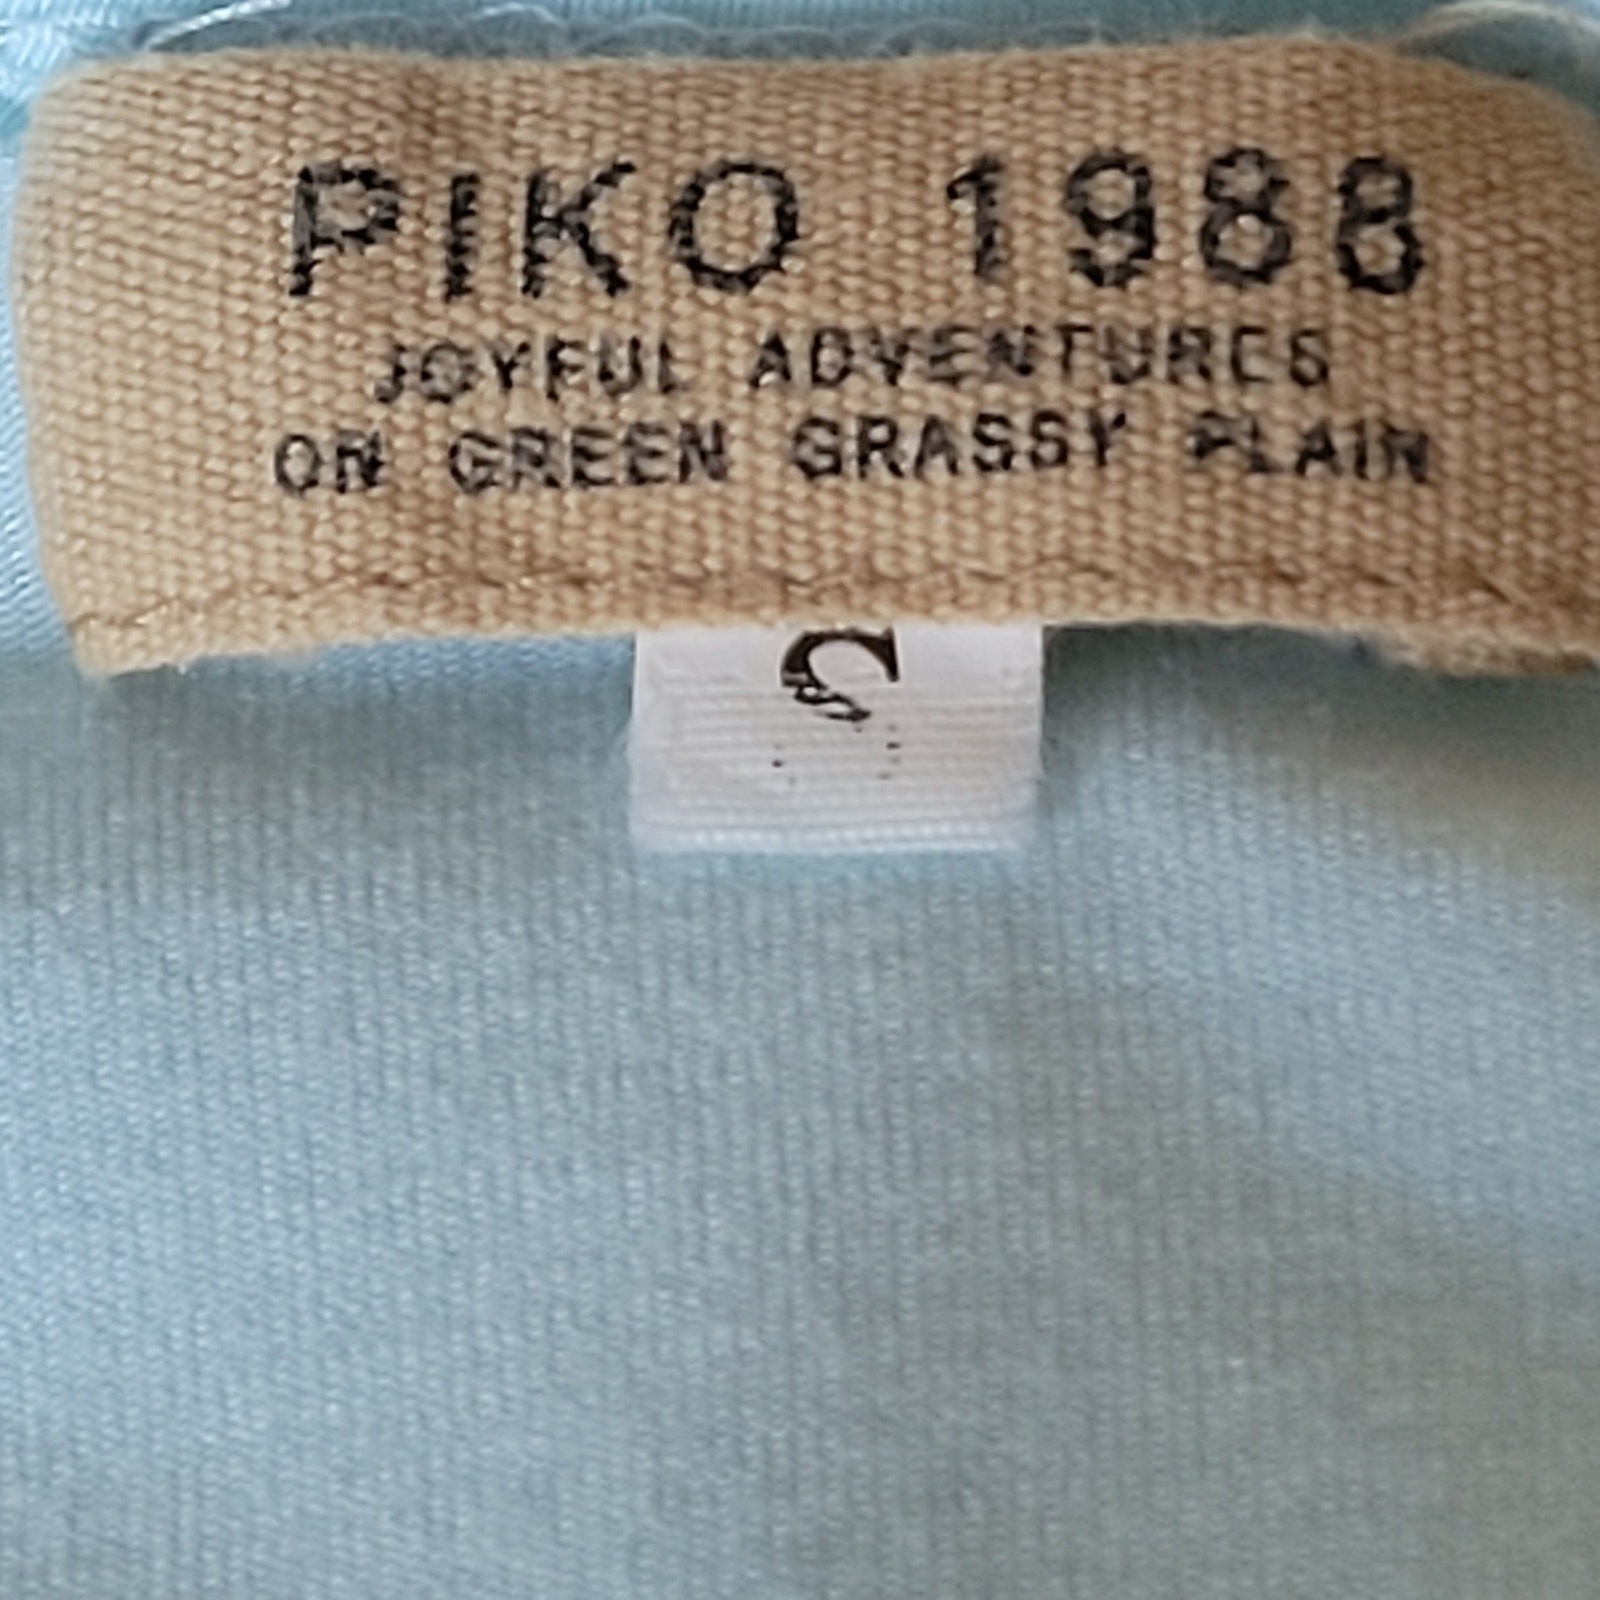 PIKO 1988
JOYFUL ADVENTURES
ON GREEN GRASSY PLAIN